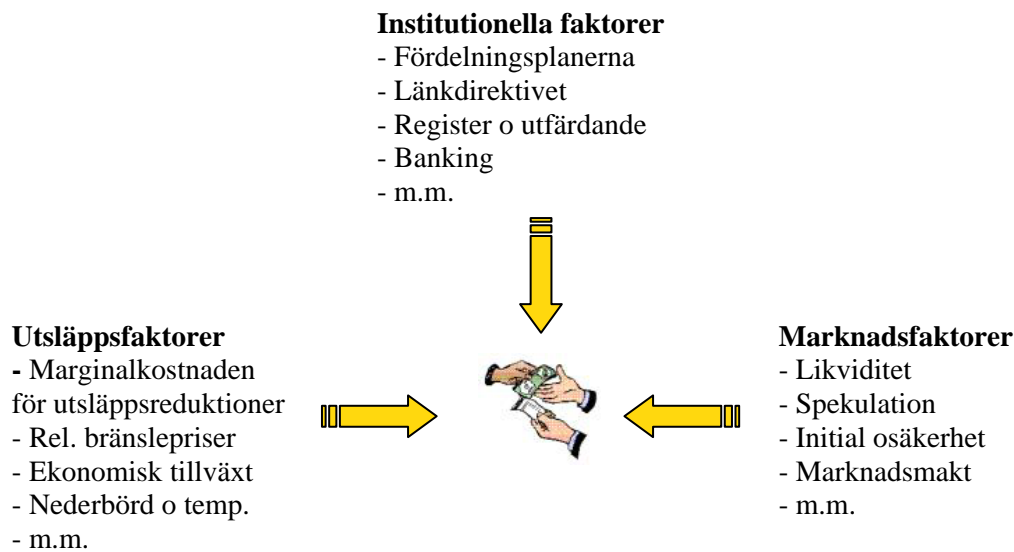 Institutionella faktorer
- Fördelningsplanerna
- Länkdirektivet
- Register o utfärdande
- Banking
- m.m.
Utsläppsfaktorer
- Marginalkostnaden
för utsläppsreduktioner
- Rel. bränslepriser
- Ekonomisk tillväxt
- Nederbörd o temp.
- m.m.
Marknadsfaktorer
- Likviditet
- Spekulation
- Initial osäkerhet
- Marknadsmakt
- m.m.